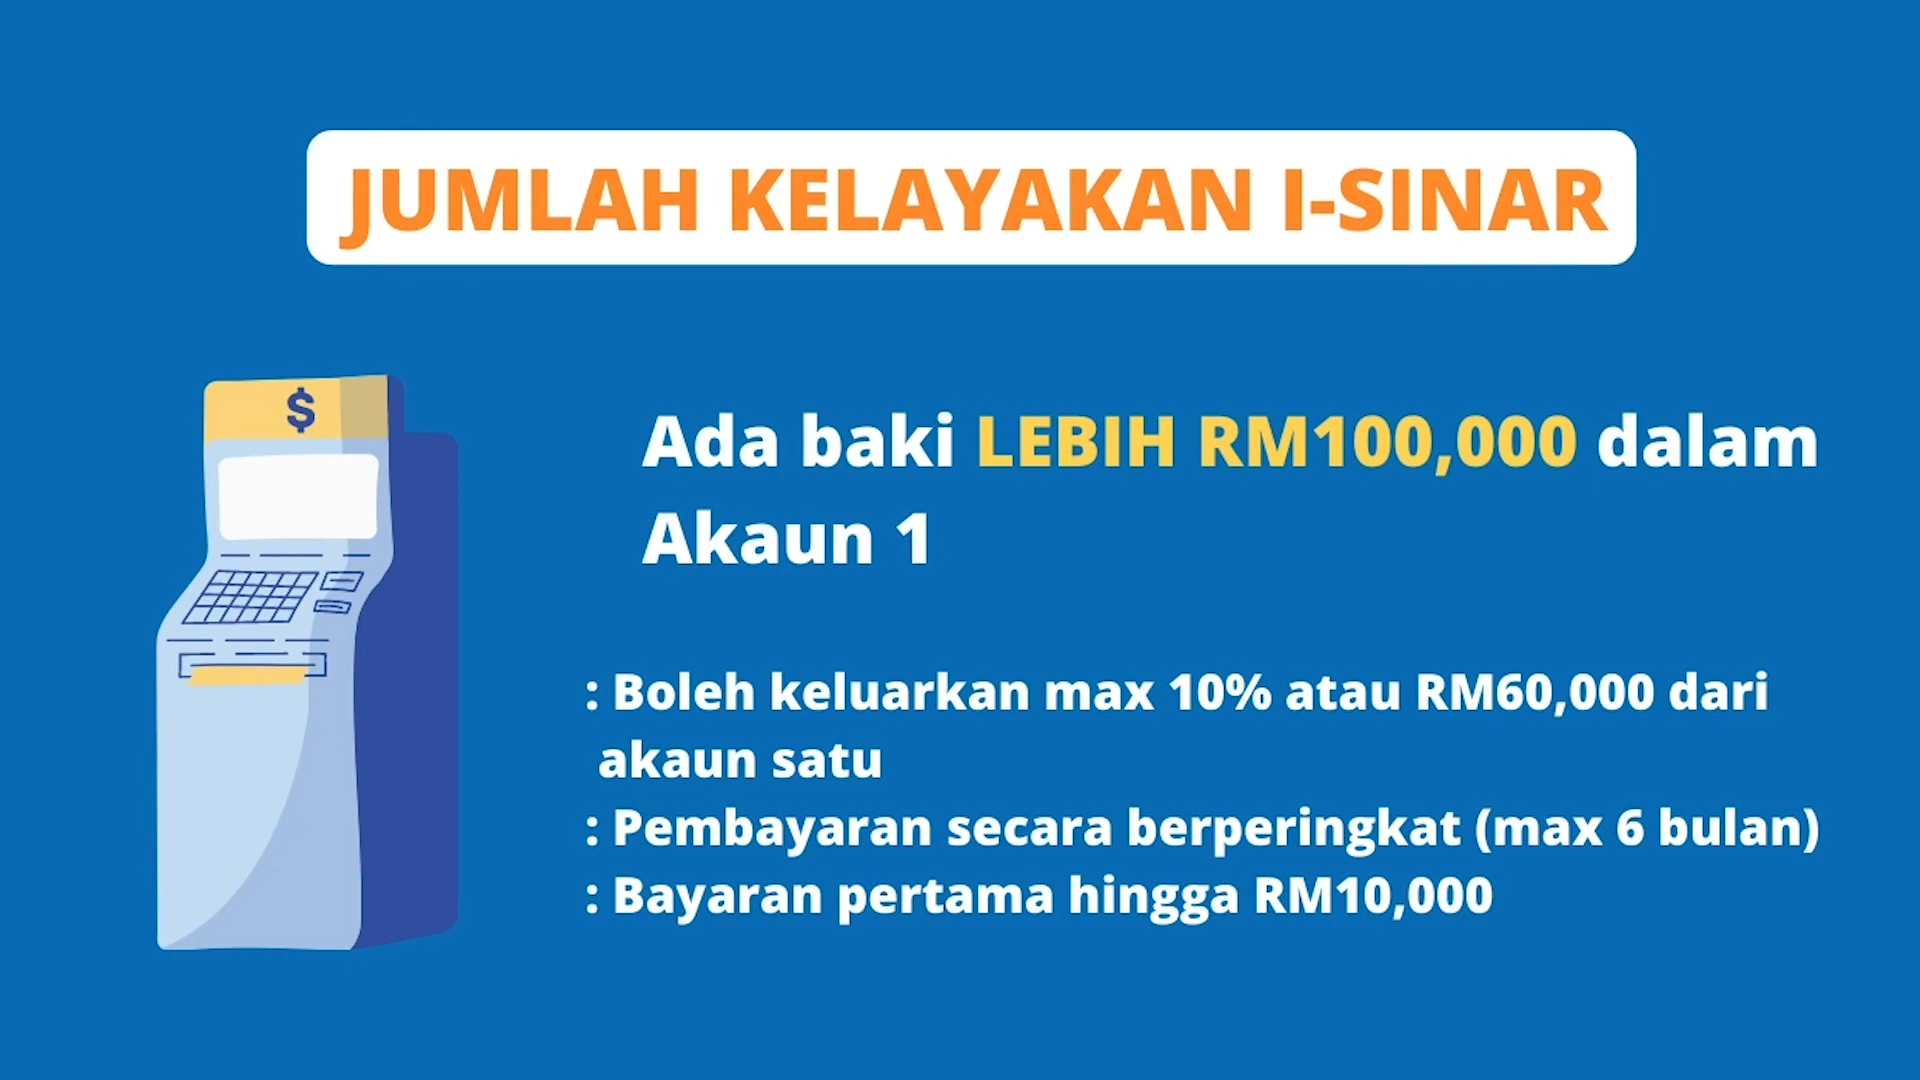 JUMLAH KELAYAKAN I-SINAR
$
Ada baki LEBIH RM100,000 dalam
Akaun 1
: Boleh keluarkan max 10% atau RM60,000 dari
akaun satu
: Pembayaran secara berperingkat (max 6 bulan)
: Bayaran pertama hingga RM10,000